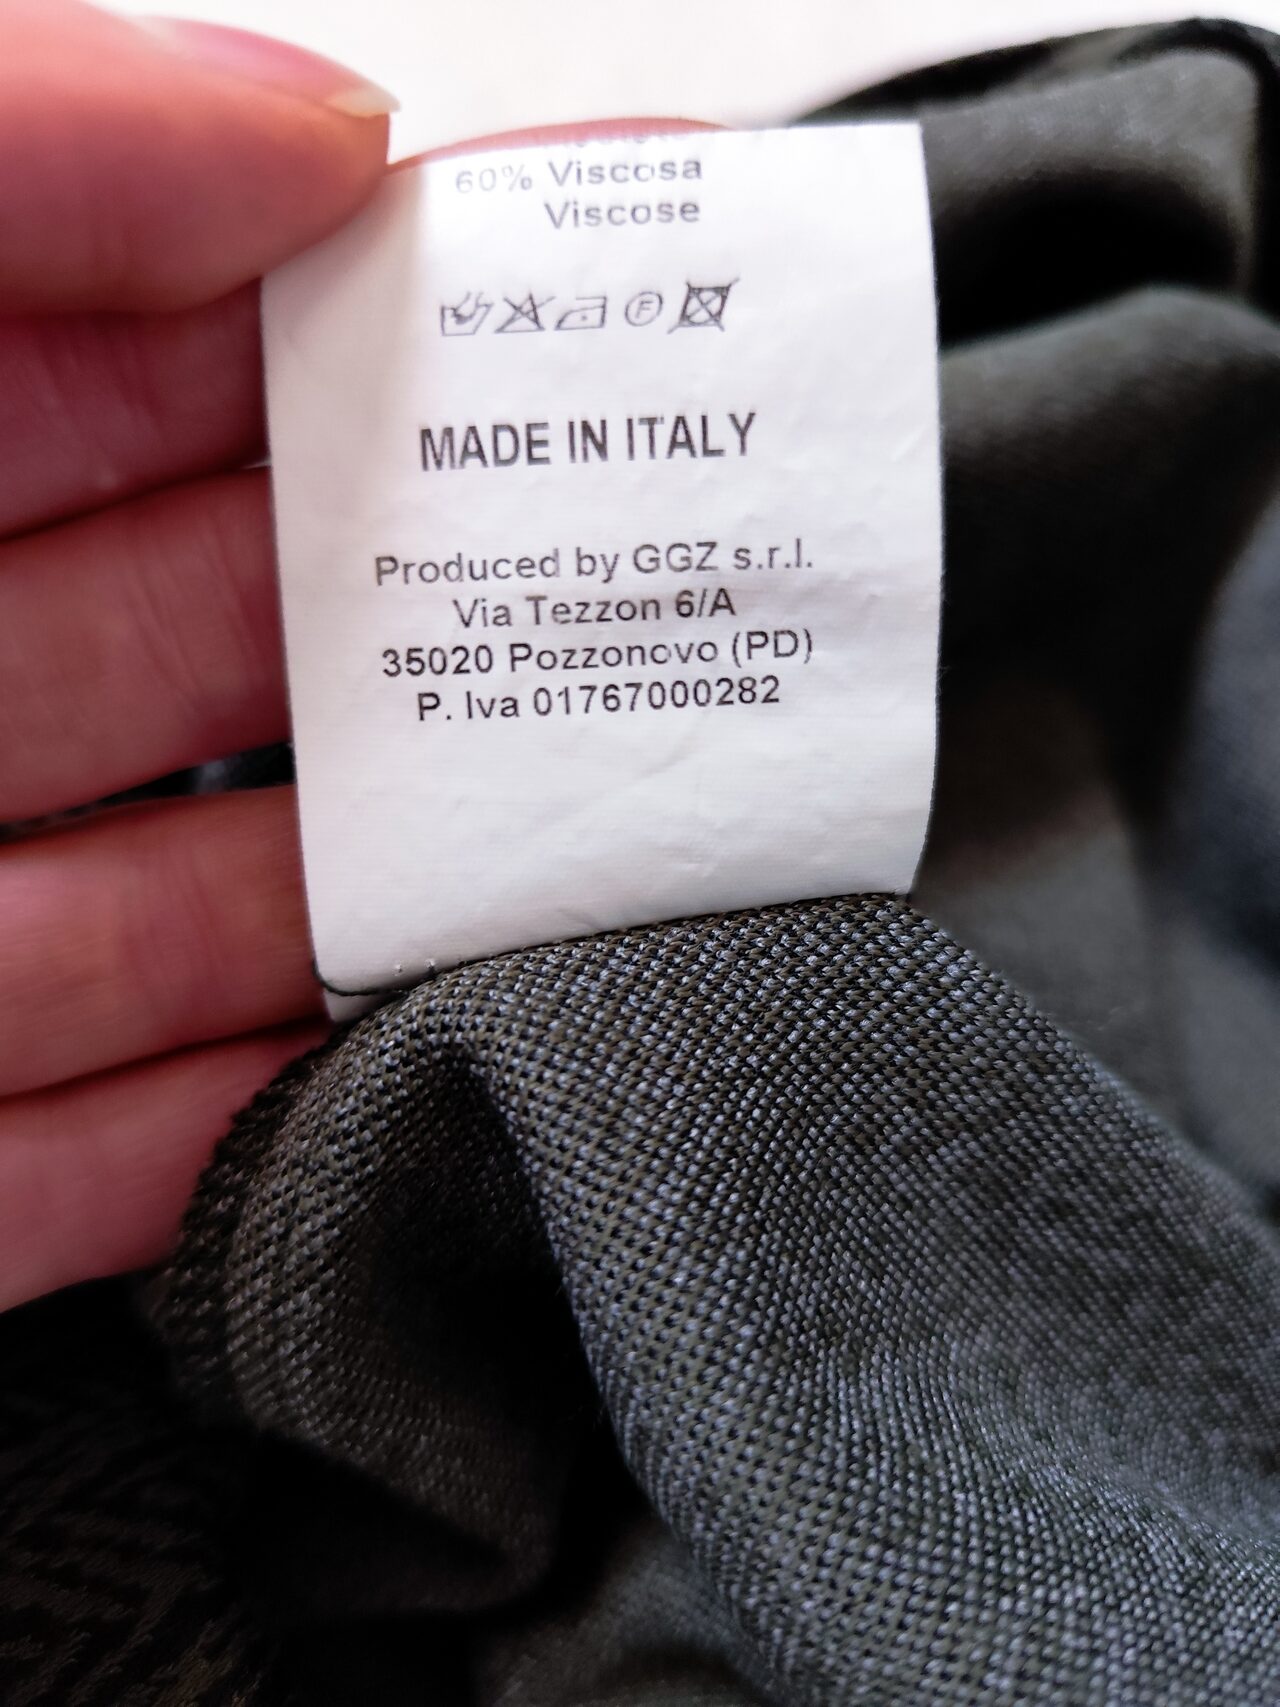 60% Viscosa
Viscose
F
MADE IN ITALY
Produced by GGZ s.r.l.
Via Tezzon 6/A
35020 Pozzonovo (PD)
P. Iva 01767000282